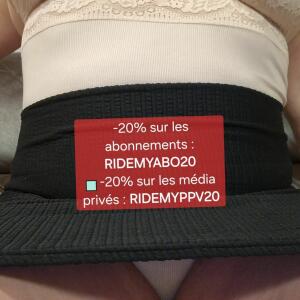 -20% sur les
abonnements :
RIDEMYABO20
-20% sur les média
privés : RIDEMYPPV20